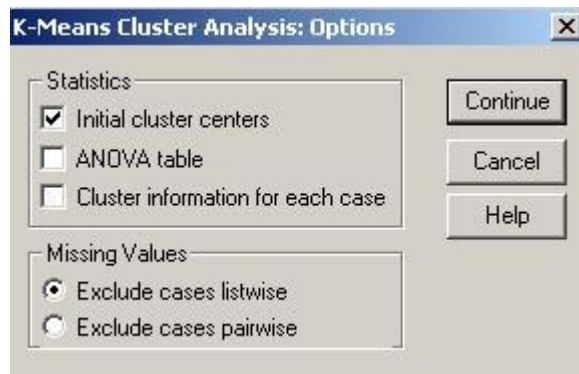 K-Means Cluster Analysis: Options
Statistics
Initial cluster centers
ANOVA table
Cluster information for each case
Missing Values
Exclude cases listwise
Exclude cases pairwise
Continue
Cancel
Help